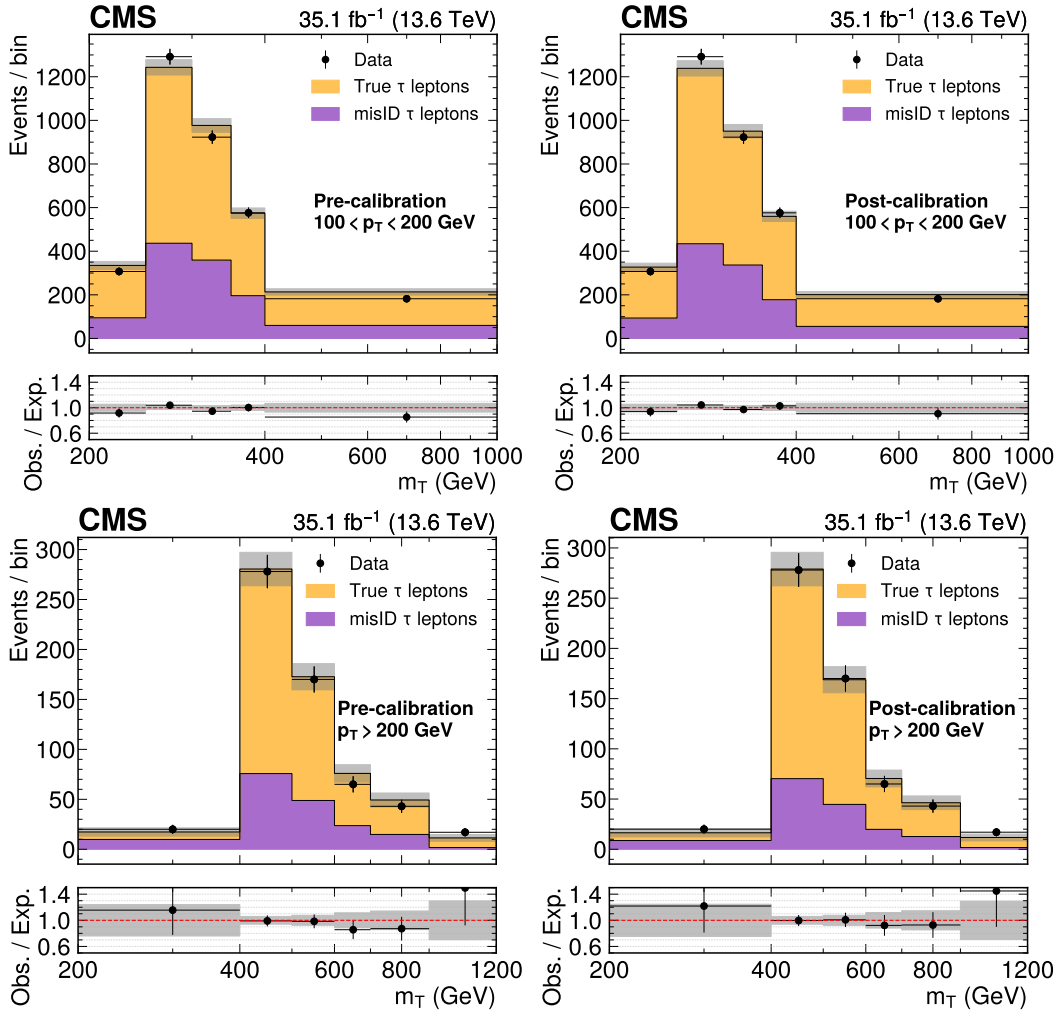 CMS 35.1 fb⁻¹ (13.6 TeV)
Events / bin
1200
1000
800
600
400
200
0
Data
True τ leptons
misID τ leptons
Pre-calibration
100 < p_T < 200 GeV
Obs. / Exp.
1.4
1.0
0.6
200 400 600 800 1000
m_T (GeV)
CMS 35.1 fb⁻¹ (13.6 TeV)
Events / bin
1200
1000
800
600
400
200
0
Data
True τ leptons
misID τ leptons
Post-calibration
100 < p_T < 200 GeV
Obs. / Exp.
1.4
1.0
0.6
200 400 600 800 1000
m_T (GeV)
CMS 35.1 fb⁻¹ (13.6 TeV)
Events / bin
300
250
200
150
100
50
0
Data
True τ leptons
misID τ leptons
Pre-calibration
p_T > 200 GeV
Obs. / Exp.
1.4
1.0
0.6
200 400 600 800 1200
m_T (GeV)
CMS 35.1 fb⁻¹ (13.6 TeV)
Events / bin
300
250
200
150
100
50
0
Data
True τ leptons
misID τ leptons
Post-calibration
p_T > 200 GeV
Obs. / Exp.
1.4
1.0
0.6
200 400 600 800 1200
m_T (GeV)